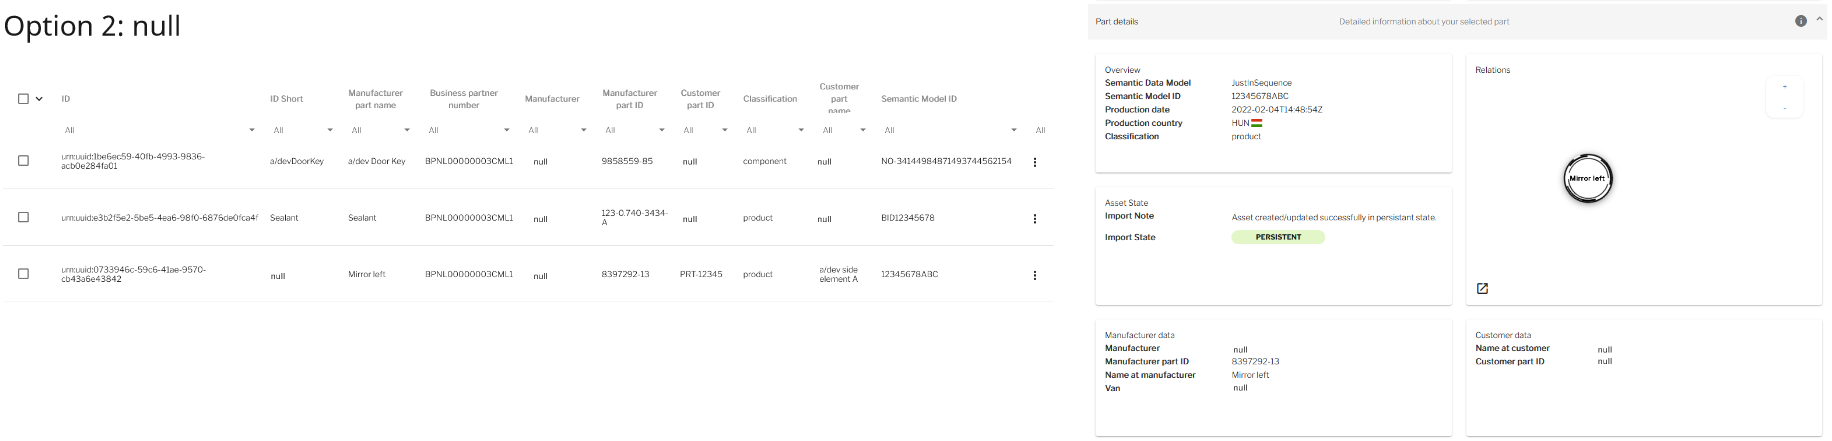 Option 2: null
ID
ID Short
Manufacturer
part name
Business partner
number
Manufacturer
Manufacturer
part ID
Customer
part ID
Classification
Customer
part
name
Semantic Model ID
All All All All All All All All All All All
urn:uuid:1be6ec59-40fb-4993-9836-
acb0e284fa01
a/devDoorKey
a/dev Door Key
BPNL00000003CML1
null
9858559-85
null
component
null
NO-34144984871493744562154
urn:uuid:e3b2f5e2-5be5-4ea6-98f0-6876de0fca4f
Sealant
Sealant
BPNL00000003CML1
null
123-0.740-3434-
A
null
product
null
BID12345678
urn:uuid:0733946c-59c6-41ae-9570-
cb43a6e43842
null
Mirror left
BPNL00000003CML1
null
8397292-13
PRT-12345
product
a/dev side
element A
12345678ABC
Part details
Detailed information about your selected part
i
Overview
Semantic Data Model JustInSequence
Semantic Model ID 12345678ABC
Production date 2022-02-04T14:48:54Z
Production country HUN
Classification product
Relations
+
-
Mirror left
Asset State
Import Note Asset created/updated successfully in persistant state.
Import State PERSISTENT
Manufacturer data
Manufacturer null
Manufacturer part ID 8397292-13
Name at manufacturer Mirror left
Van null
Customer data
Name at customer null
Customer part ID null